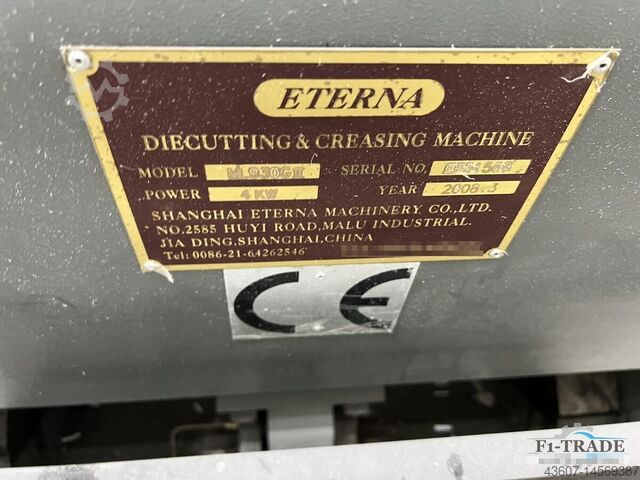 ETERNA
DIECUTTING & CREASING MACHINE
MODEL ML930GII SERIAL NO.
POWER 4 KW YEAR 2008.3
SHANGHAI ETERNA MACHINERY CO.,LTD.
NO.2585 HUYI ROAD,MALU INDUSTRIAL.
JIA DING,SHANGHAI,CHINA
Tel: 0086-21-64262546
CE
F1-TRADE
43607-14569387